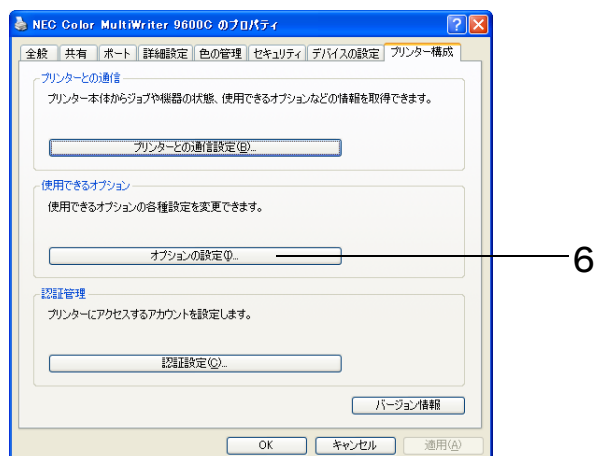 NEC Color MultiWriter 9600C のプロパティ
全般 共有 ポート 詳細設定 色の管理 セキュリティ デバイスの設定 プリンター構成
プリンターとの通信
プリンター本体からジョブや機器の状態、使用できるオプションなどの情報を取得できます。
プリンターとの通信設定(B)...
使用できるオプション
使用できるオプションの各種設定を変更できます。
オプションの設定(I)...
6
認証管理
プリンターにアクセスするアカウントを設定します。
認証設定(C)...
バージョン情報
OK キャンセル 適用(A)